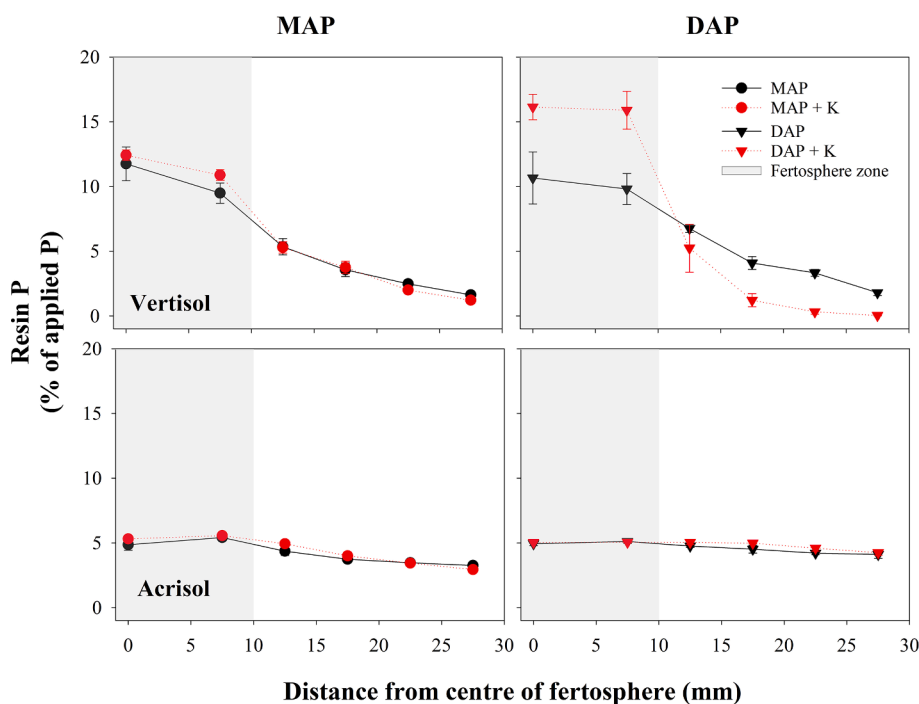 MAP DAP
20
15
10
5
0
Vertisol
MAP
MAP + K
DAP
DAP + K
Fertosphere zone
Resin P
(% of applied P)
20
15
10
5
0
Acrisol
0 5 10 15 20 25 30 0 5 10 15 20 25 30
Distance from centre of fertosphere (mm)